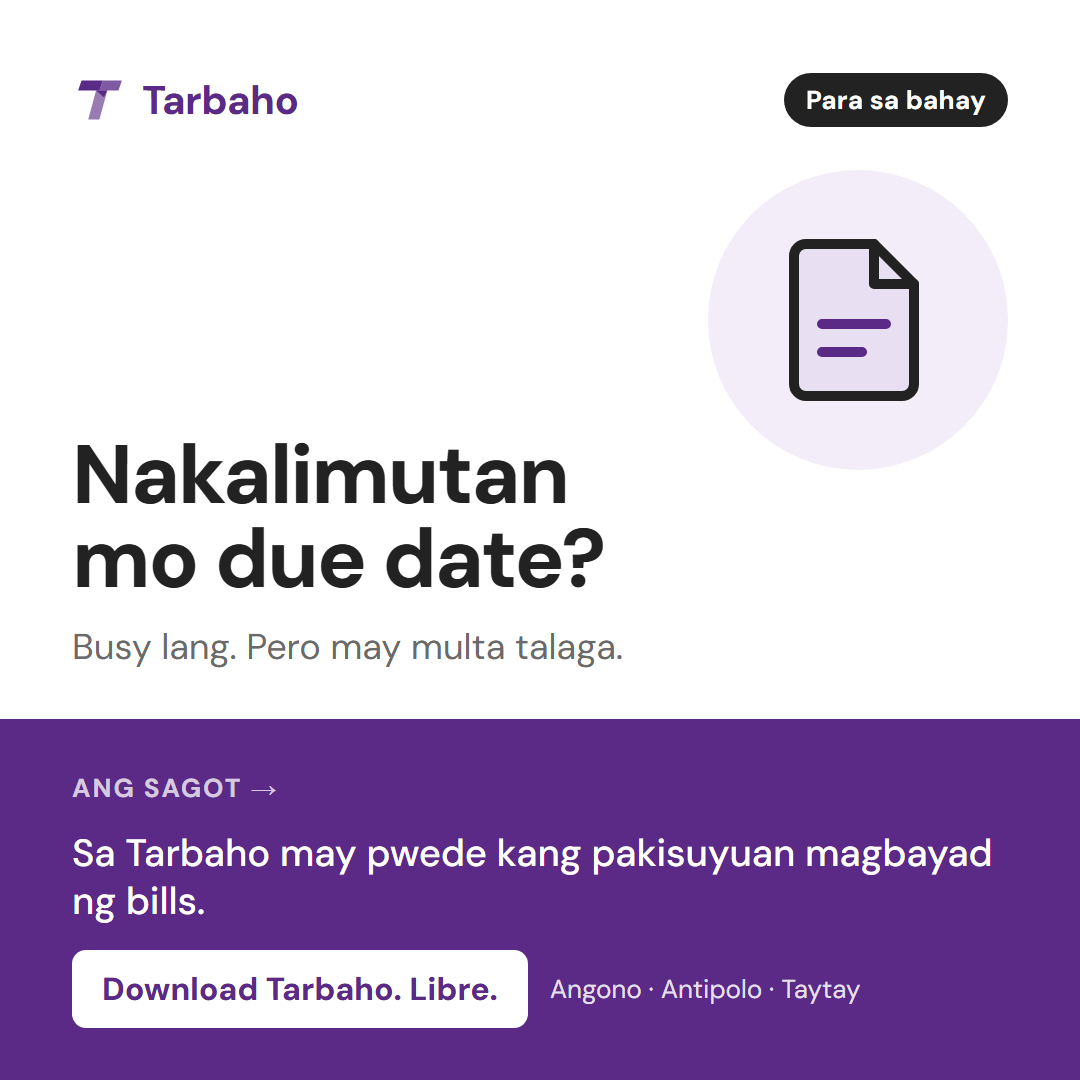 Tarbaho
Para sa bahay
Nakalimutan
mo due date?
Busy lang. Pero may multa talaga.
ANG SAGOT →
Sa Tarbaho may pwede kang pakisuyuan magbayad
ng bills.
Download Tarbaho. Libre.
Angono · Antipolo · Taytay